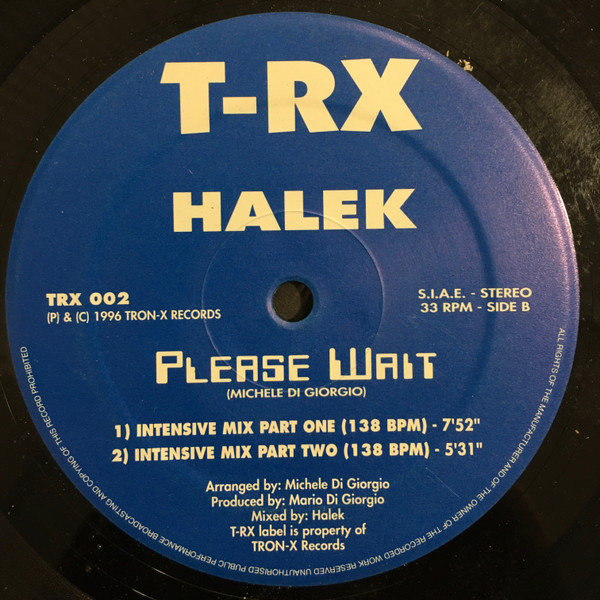 T-RX
HALEK
TRX 002
(P) & (C) 1996 TRON-X RECORDS
S.I.A.E. - STEREO
33 RPM - SIDE B
PLEASE WAIT
(MICHELE DI GIORGIO)
1) INTENSIVE MIX PART ONE (138 BPM) - 7'52"
2) INTENSIVE MIX PART TWO (138 BPM) - 5'31"
Arranged by: Michele Di Giorgio
Produced by: Mario Di Giorgio
Mixed by: Halek
T-RX label is property of
TRON-X Records
ALL RIGHTS OF THE MANUFACTURER AND OF THE OWNER OF THE RECORDED WORK RESERVED UNAUTHORISED PUBLIC PERFORMANCE BROADCASTING AND COPYING OF THIS RECORD PROHIBITED